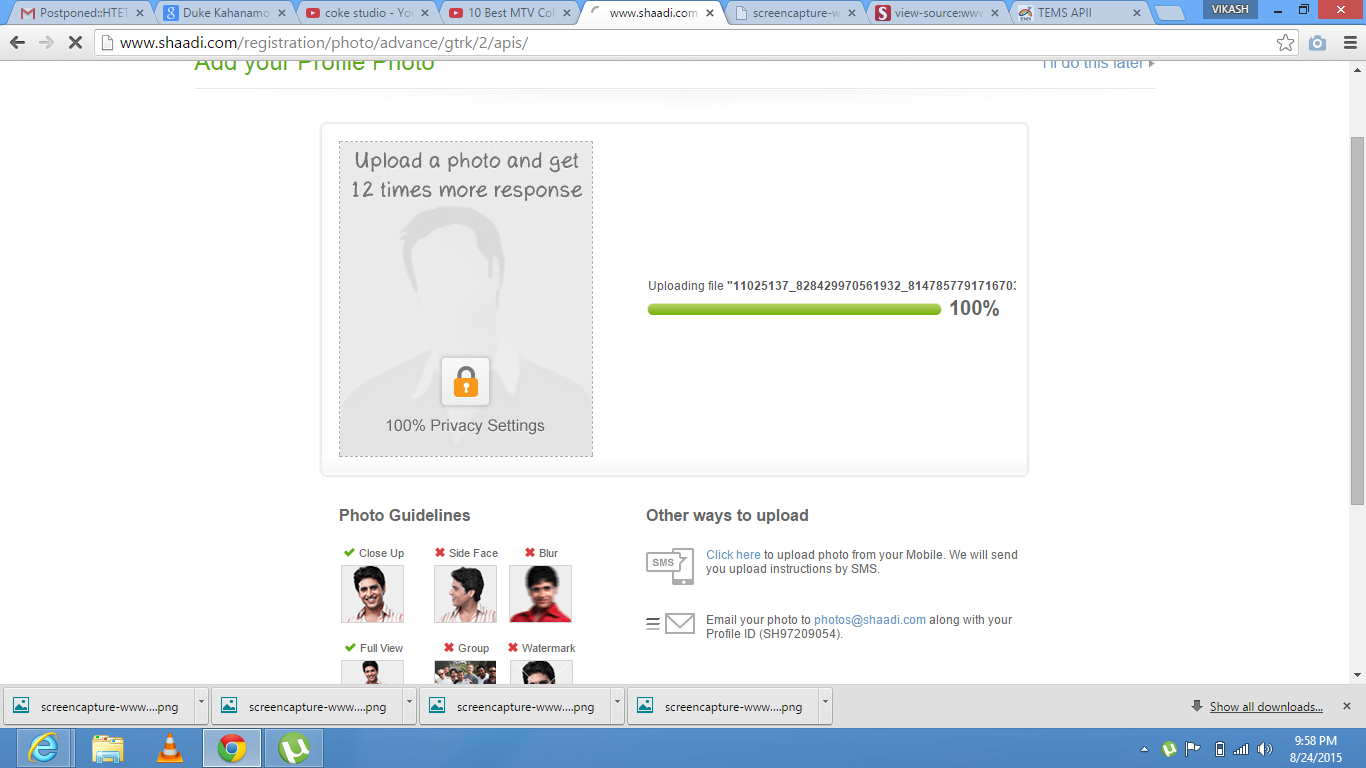 Postponed::HTET
Duke Kahanamo
coke studio - You
10 Best MTV Col
www.shaadi.com
screencapture-w
view-source:www
TEMS APII
VIKASH
www.shaadi.com/registration/photo/advance/gtrk/2/apis/
Add your Profile Photo
I'll do this later
Upload a photo and get
12 times more response
100% Privacy Settings
Uploading file "11025137_828429970561932_814785779171670
100%
Photo Guidelines
Close Up
Side Face
Blur
Full View
Group
Watermark
Other ways to upload
SMS
Click here to upload photo from your Mobile. We will send
you upload instructions by SMS.
Email your photo to photos@shaadi.com along with your
Profile ID (SH97209054).
screencapture-www....png
screencapture-www....png
screencapture-www....png
screencapture-www....png
Show all downloads...
9:58 PM
8/24/2015